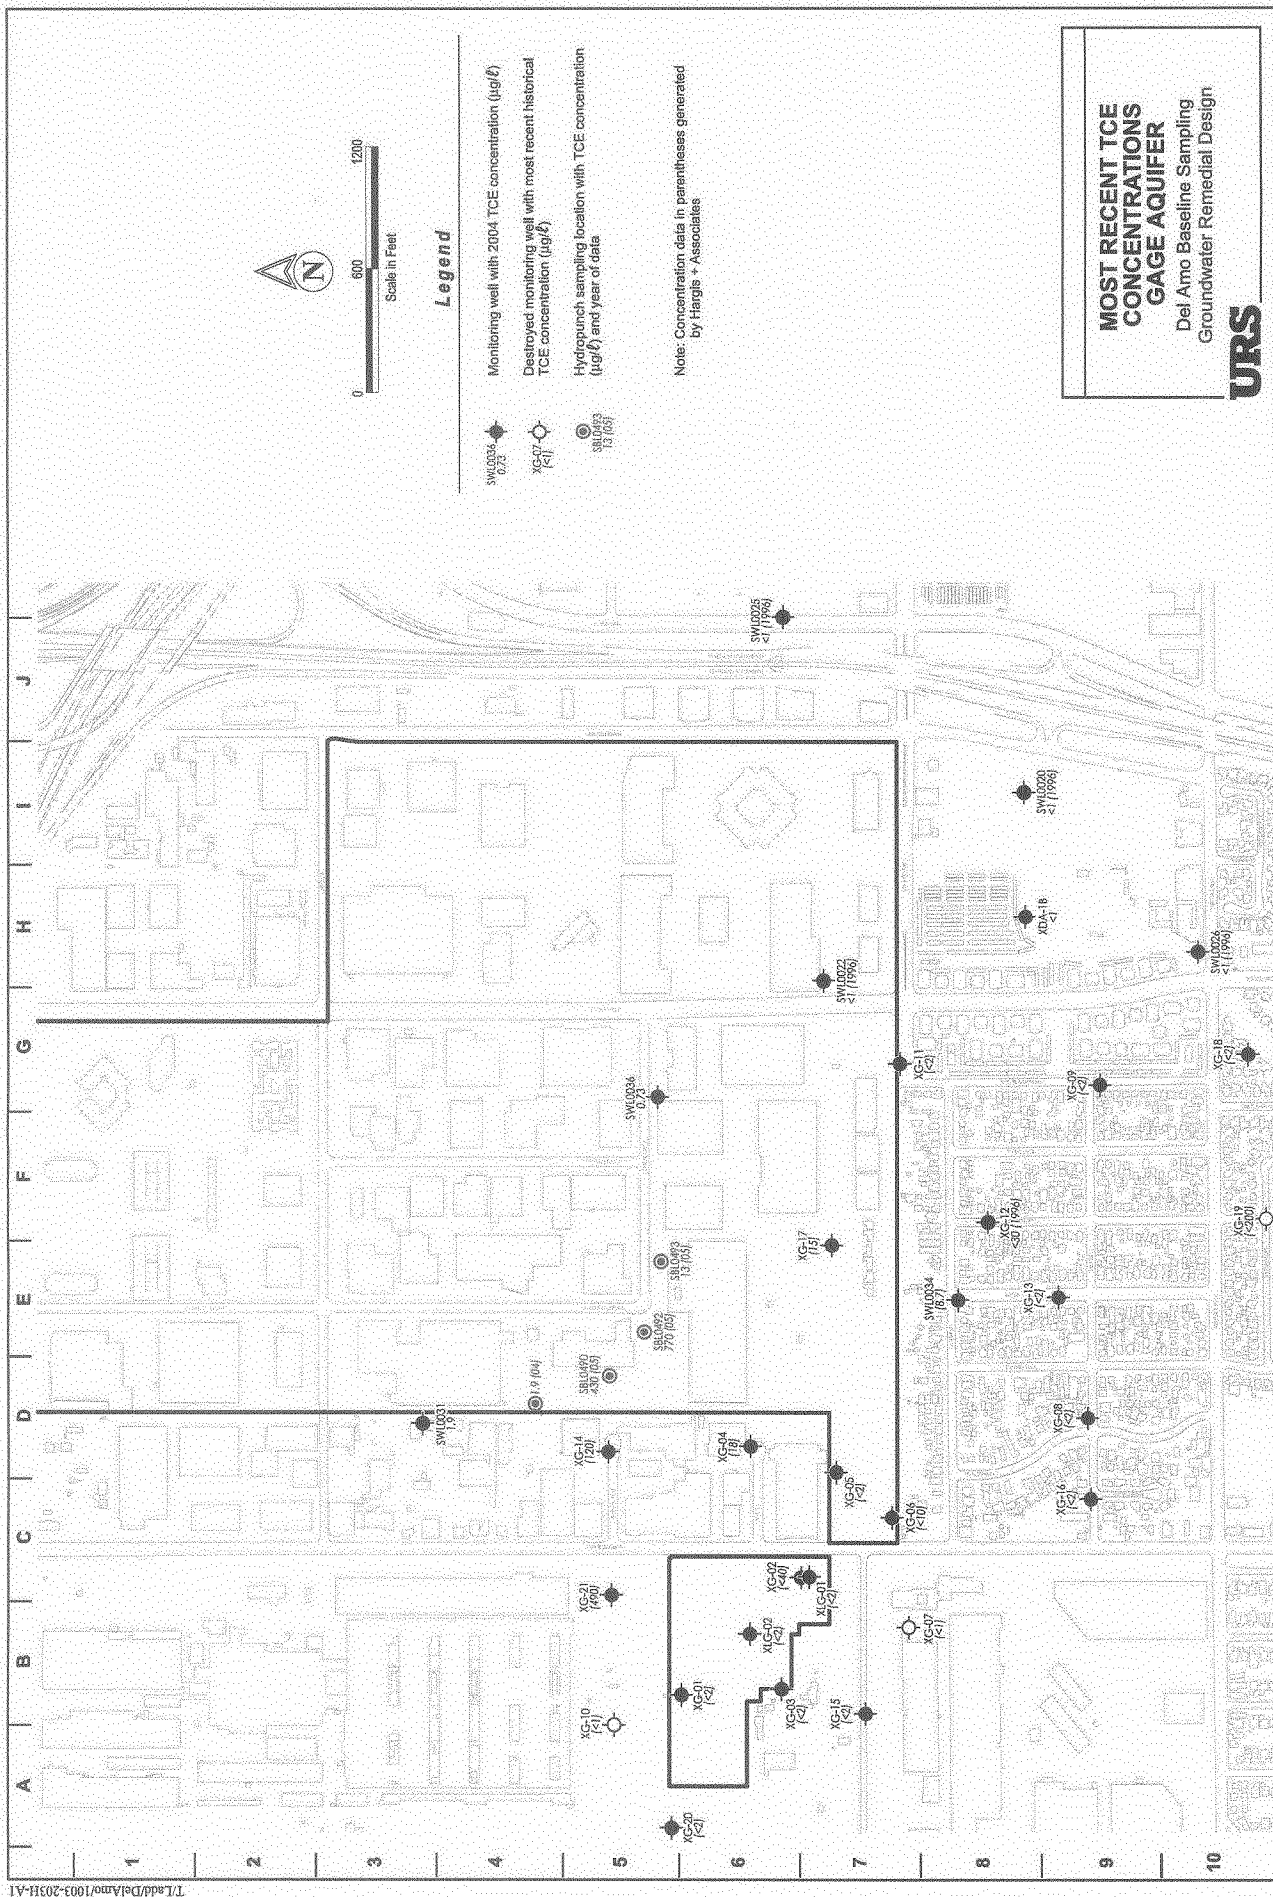 T/Ladd/DelAmo/1003-203H-A1
A
B
C
D
E
F
G
H
I
J
1
2
3
4
5
6
7
8
9
10
SWL0031
1.9
1.9 (04)
XG-14
(120)
SBL0490
430 (05)
SBL0492
770 (05)
SBL0493
13 (05)
SWL0036
0.73
SWL0025
<1 (1996)
XG-21
(490)
XG-10
(<1)
XG-20
(<2)
XG-01
(<2)
XLG-02
(<2)
XG-03
(<2)
XG-02
(<40)
XLG-01
(<2)
XG-04
(18)
XG-05
(<2)
XG-06
(<10)
XG-17
(15)
SWL0022
<1 (1996)
XG-15
(<2)
XG-07
(<1)
XG-11
(<2)
SWL0034
(8.7)
XG-12
<30 (1996)
XG-13
(<2)
XG-08
(<2)
XG-16
(<2)
XG-09
(<2)
XDA-1B
<1
SWL0020
<1 (1996)
SWL0026
<1 (1996)
XG-18
(<2)
XG-19
(<200)
N
0 600 1200
Scale in Feet
Legend
SWL0036
0.73
Monitoring well with 2004 TCE concentration (µg/ℓ)
XG-07
(<1)
Destroyed monitoring well with most recent historical
TCE concentration (µg/ℓ)
SBL0493
13 (05)
Hydropunch sampling location with TCE concentration
(µg/ℓ) and year of data
Note: Concentration data in parentheses generated
by Hargis + Associates
MOST RECENT TCE
CONCENTRATIONS
GAGE AQUIFER
Del Amo Baseline Sampling
Groundwater Remedial Design
URS